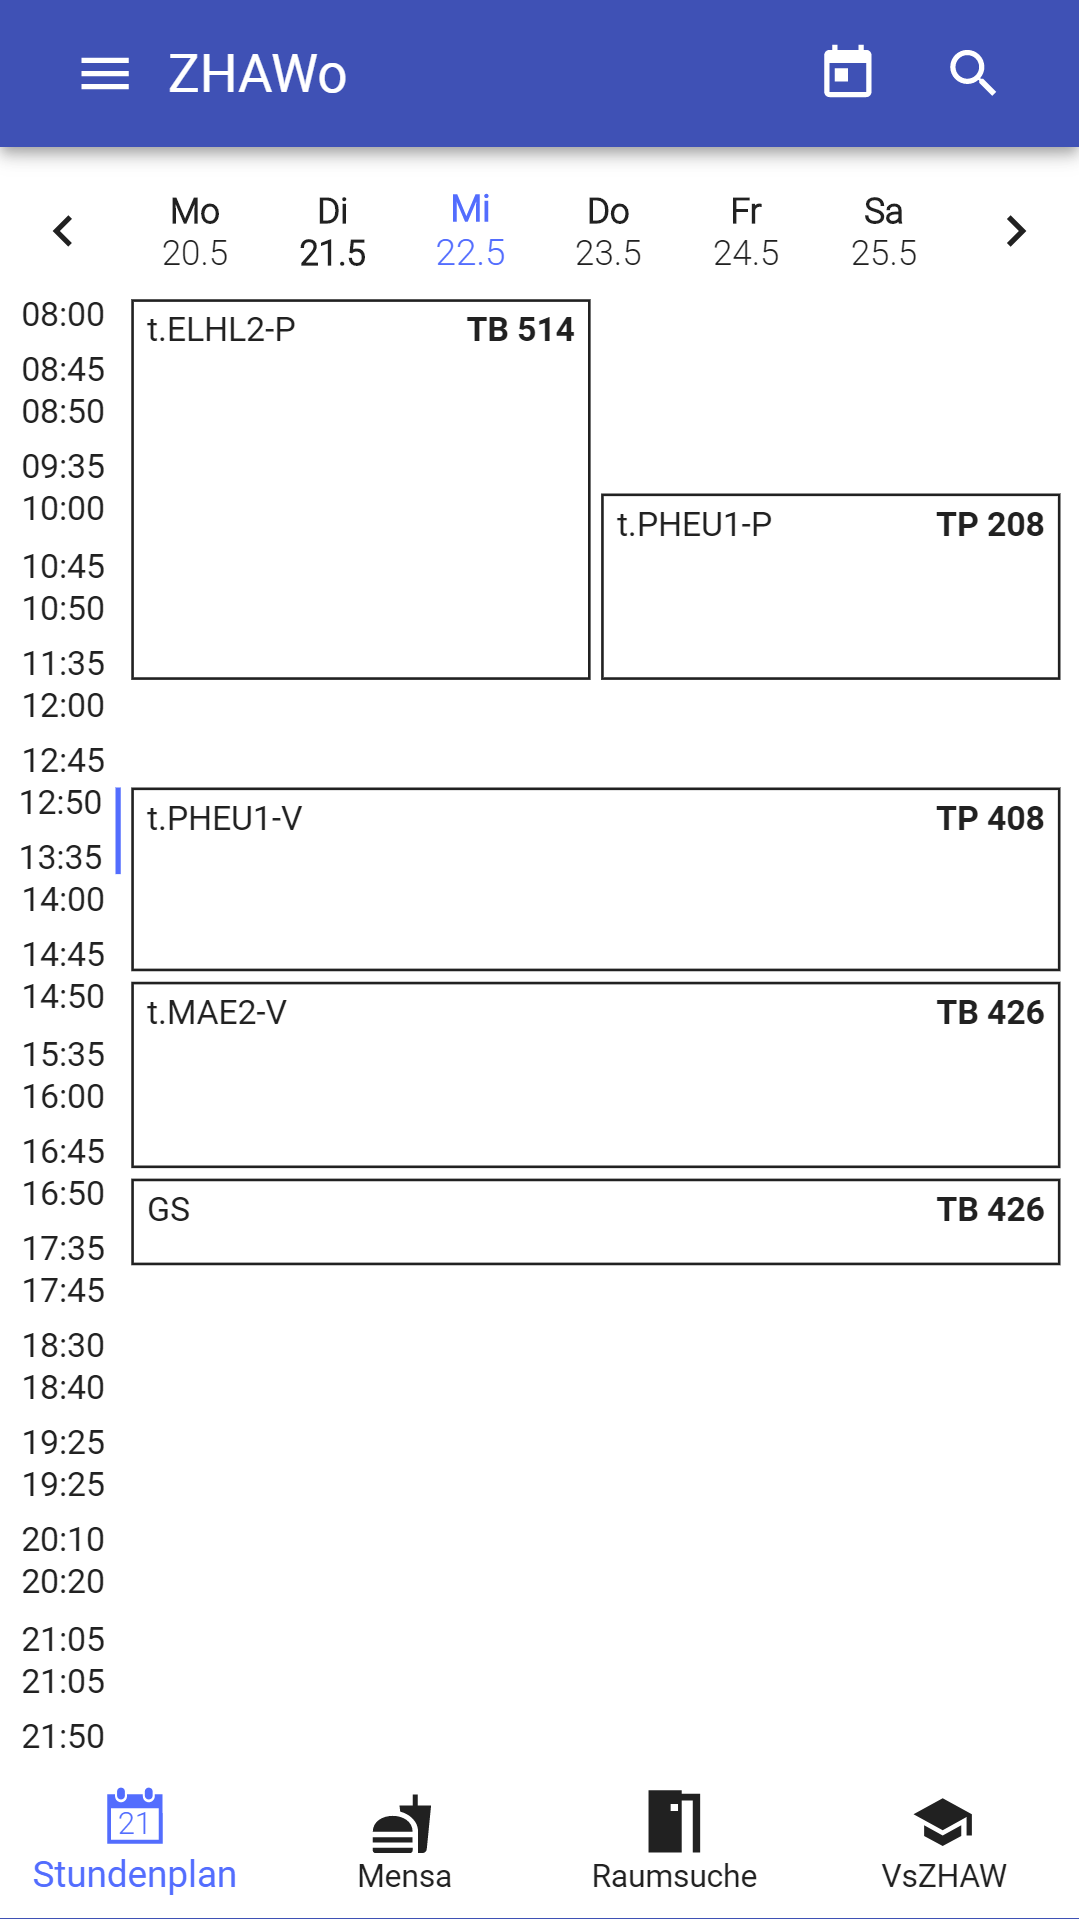 ZHAWo
Mo Di Mi Do Fr Sa
20.5 21.5 22.5 23.5 24.5 25.5
08:00 t.ELHL2-P TB 514
08:45
08:50
09:35
10:00 t.PHEU1-P TP 208
10:45
10:50
11:35
12:00
12:45
12:50 t.PHEU1-V TP 408
13:35
14:00
14:45
14:50 t.MAE2-V TB 426
15:35
16:00
16:45
16:50 GS TB 426
17:35
17:45
18:30
18:40
19:25
19:25
20:10
20:20
21:05
21:05
21:50
21
Stundenplan Mensa Raumsuche VsZHAW